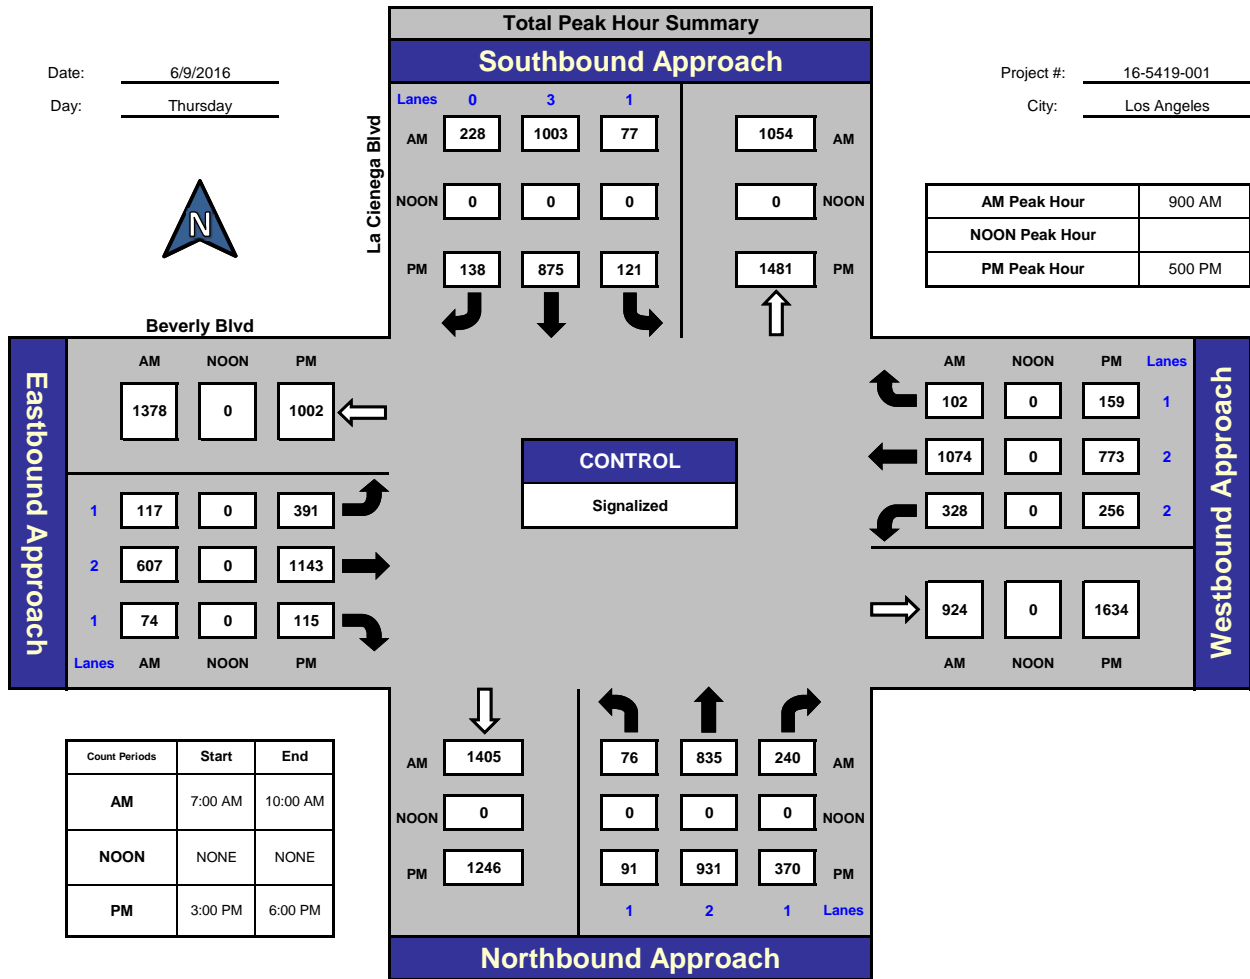 Total Peak Hour Summary
Southbound Approach
Date: 6/9/2016
Day: Thursday
Project #: 16-5419-001
City: Los Angeles
N
La Cienega Blvd
Lanes 0 3 1
AM 228 1003 77 1054 AM
NOON 0 0 0 0 NOON
PM 138 875 121 1481 PM
AM Peak Hour 900 AM
NOON Peak Hour
PM Peak Hour 500 PM
Beverly Blvd
Eastbound Approach
AM NOON PM
1378 0 1002
1 117 0 391
2 607 0 1143
1 74 0 115
Lanes AM NOON PM
CONTROL
Signalized
AM NOON PM Lanes
102 0 159 1
1074 0 773 2
328 0 256 2
924 0 1634
AM NOON PM
Westbound Approach
Count Periods Start End
AM 7:00 AM 10:00 AM
NOON NONE NONE
PM 3:00 PM 6:00 PM
AM 1405 76 835 240 AM
NOON 0 0 0 0 NOON
PM 1246 91 931 370 PM
1 2 1 Lanes
Northbound Approach